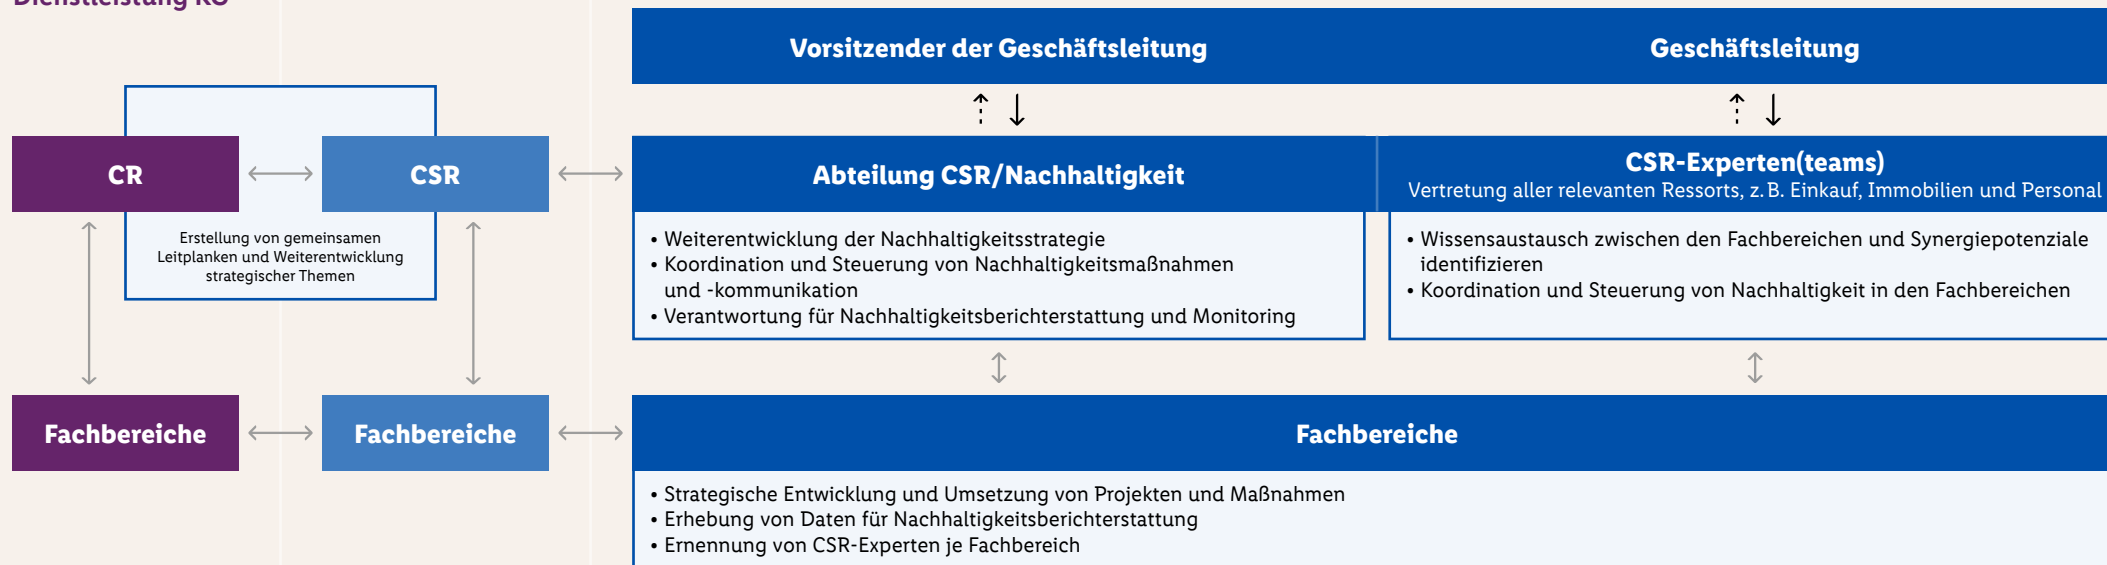 Dienstleistung KG
Vorsitzender der Geschäftsleitung
Geschäftsleitung
CR
CSR
Erstellung von gemeinsamen
Leitplanken und Weiterentwicklung
strategischer Themen
Abteilung CSR/Nachhaltigkeit
• Weiterentwicklung der Nachhaltigkeitsstrategie
• Koordination und Steuerung von Nachhaltigkeitsmaßnahmen
und -kommunikation
• Verantwortung für Nachhaltigkeitsberichterstattung und Monitoring
CSR-Experten(teams)
Vertretung aller relevanten Ressorts, z. B. Einkauf, Immobilien und Personal
• Wissensaustausch zwischen den Fachbereichen und Synergiepotenziale
identifizieren
• Koordination und Steuerung von Nachhaltigkeit in den Fachbereichen
Fachbereiche
Fachbereiche
Fachbereiche
• Strategische Entwicklung und Umsetzung von Projekten und Maßnahmen
• Erhebung von Daten für Nachhaltigkeitsberichterstattung
• Ernennung von CSR-Experten je Fachbereich